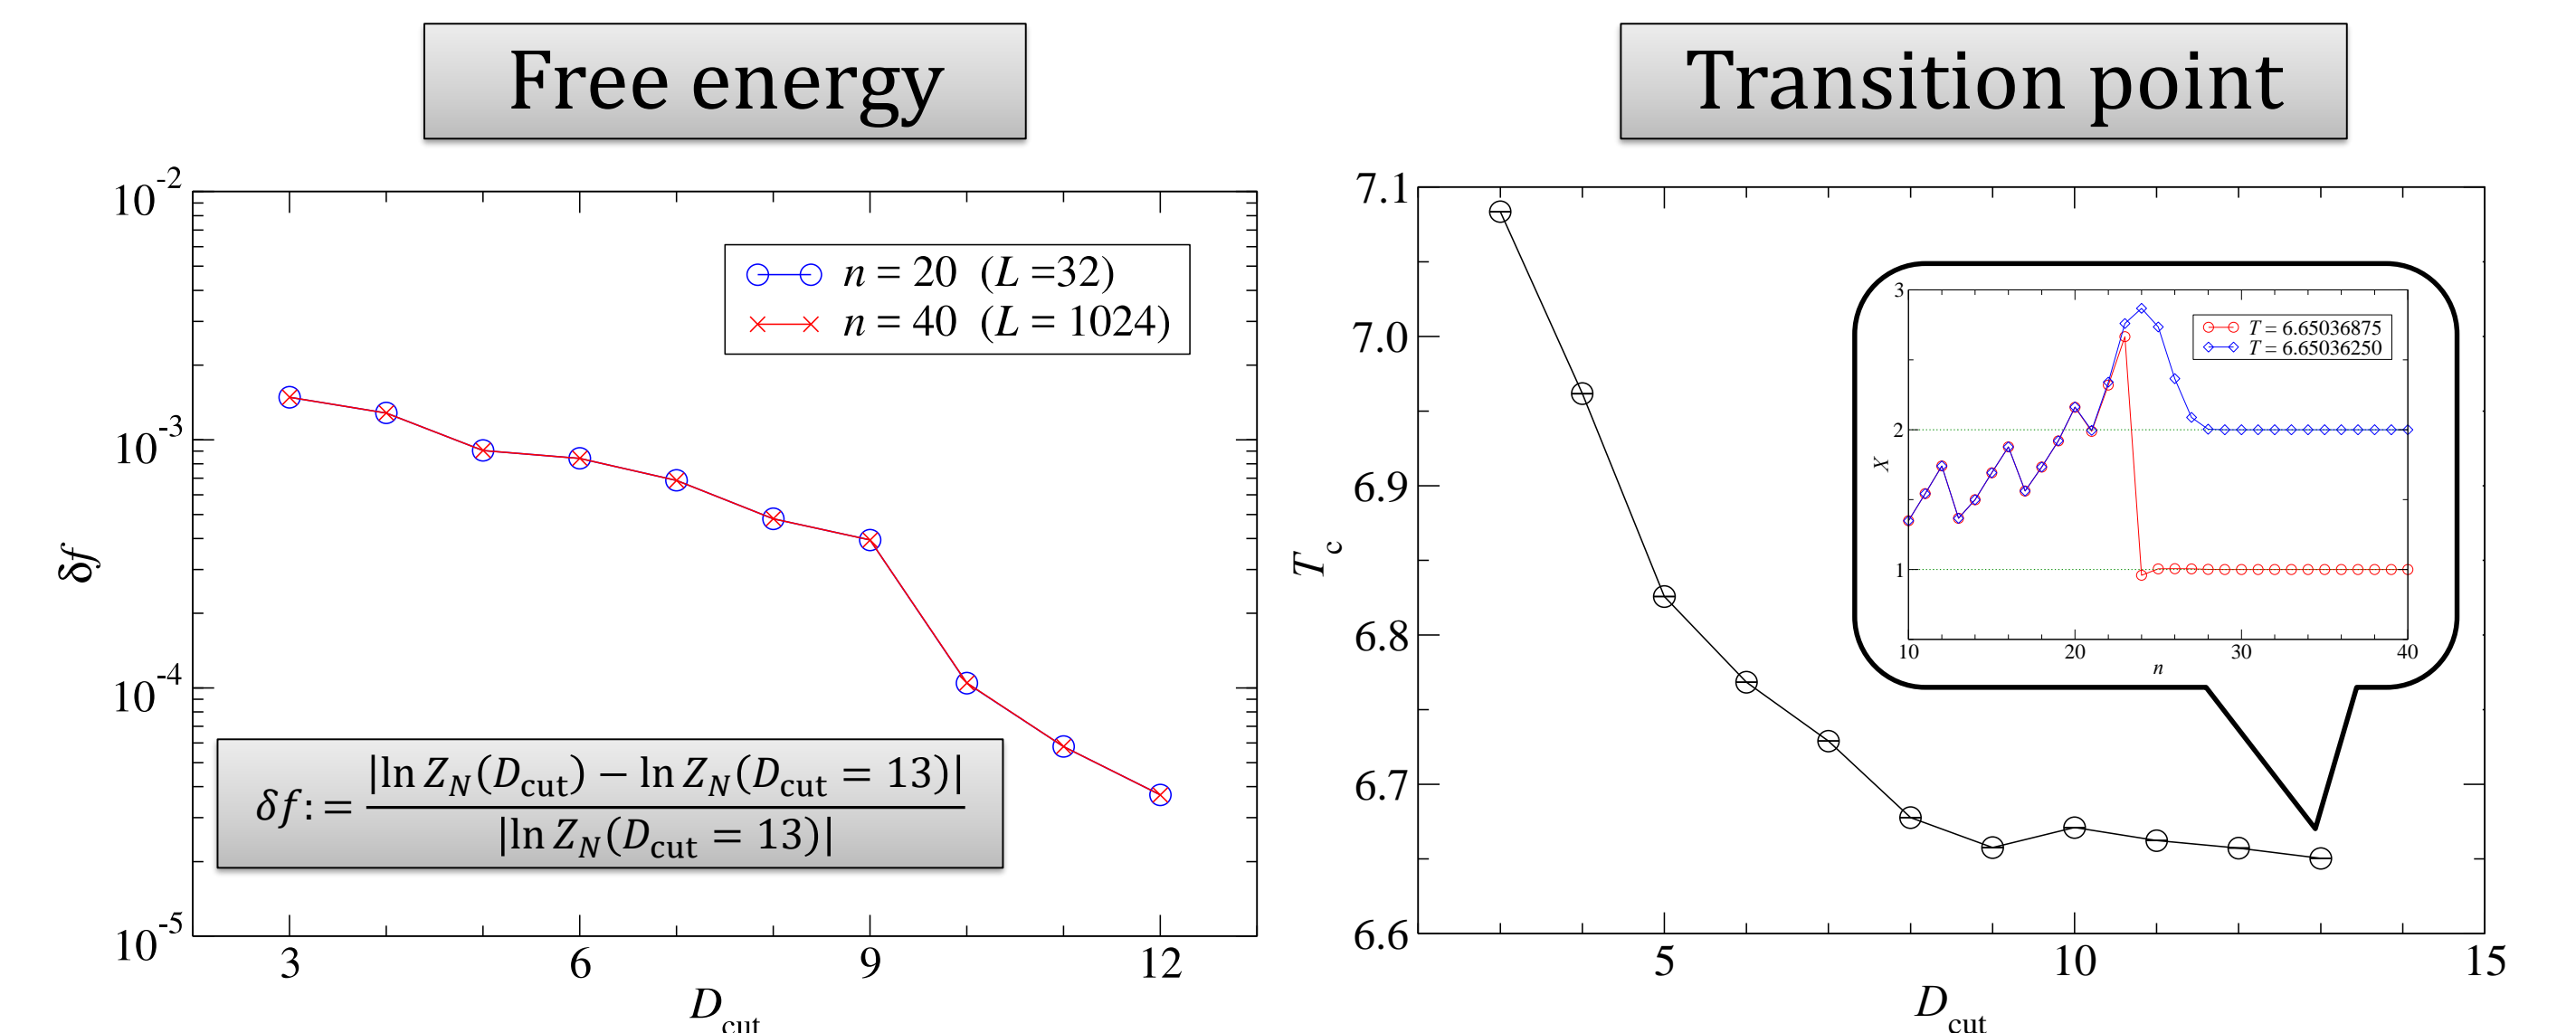 Free energy
10-2
10-3
10-4
10-5
δf
n = 20 (L =32)
n = 40 (L = 1024)
δf: = |ln Z_N(D_cut) − ln Z_N(D_cut = 13)|
|ln Z_N(D_cut = 13)|
3 6 9 12
D_cut
Transition point
7.1
7.0
6.9
6.8
6.7
6.6
T_c
3
2
1
X
T = 6.65036875
T = 6.65036250
10 20 30 40
n
5 10 15
D_cut